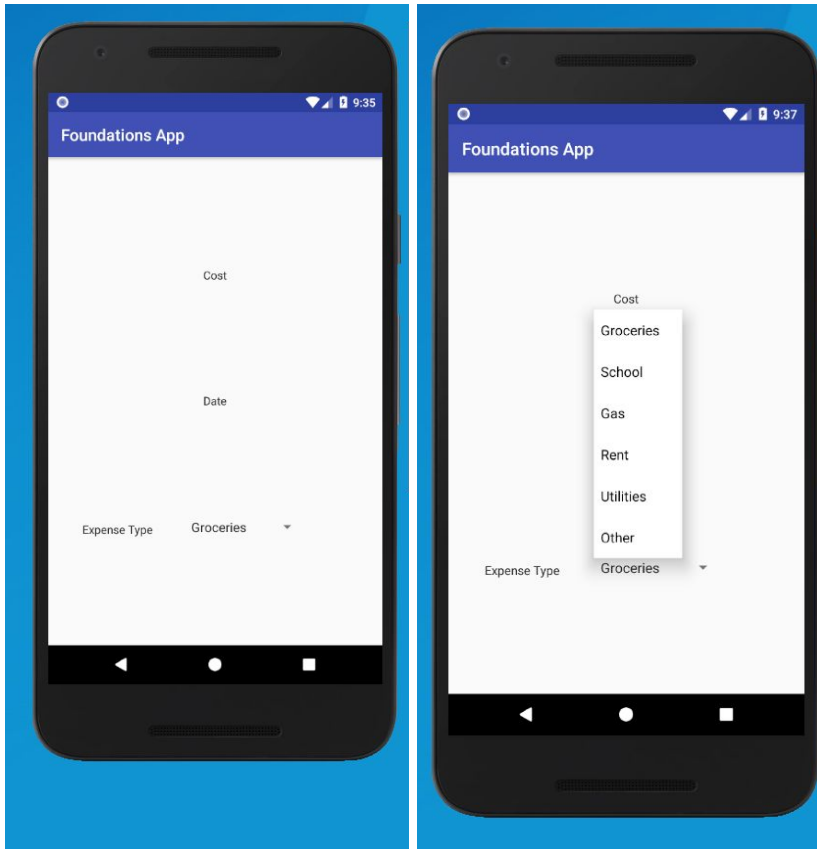 9:35
Foundations App
Cost
Date
Expense Type Groceries
9:37
Foundations App
Cost
Groceries
School
Gas
Rent
Utilities
Other
Expense Type Groceries